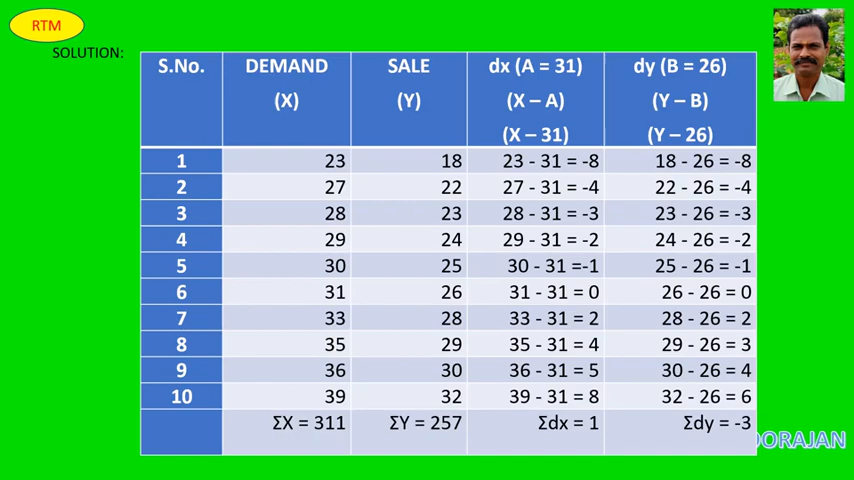 RTM
SOLUTION:
S.No. DEMAND SALE dx (A = 31) dy (B = 26)
(X) (Y) (X – A) (Y – B)
(X – 31) (Y – 26)
1 23 18 23 - 31 = -8 18 - 26 = -8
2 27 22 27 - 31 = -4 22 - 26 = -4
3 28 23 28 - 31 = -3 23 - 26 = -3
4 29 24 29 - 31 = -2 24 - 26 = -2
5 30 25 30 - 31 =-1 25 - 26 = -1
6 31 26 31 - 31 = 0 26 - 26 = 0
7 33 28 33 - 31 = 2 28 - 26 = 2
8 35 29 35 - 31 = 4 29 - 26 = 3
9 36 30 36 - 31 = 5 30 - 26 = 4
10 39 32 39 - 31 = 8 32 - 26 = 6
ΣX = 311 ΣY = 257 Σdx = 1 Σdy = -3